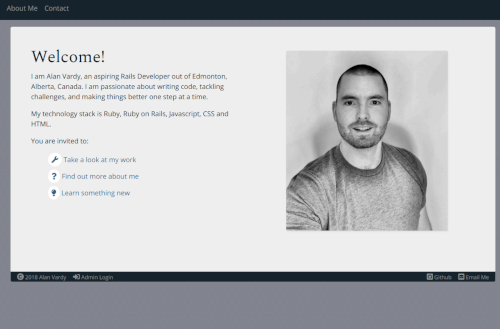 About Me Contact
Welcome!
I am Alan Vardy, an aspiring Rails Developer out of Edmonton,
Alberta, Canada. I am passionate about writing code, tackling
challenges, and making things better one step at a time.
My technology stack is Ruby, Ruby on Rails, Javascript, CSS and
HTML.
You are invited to:
Take a look at my work
Find out more about me
Learn something new
© 2018 Alan Vardy Admin Login Github Email Me